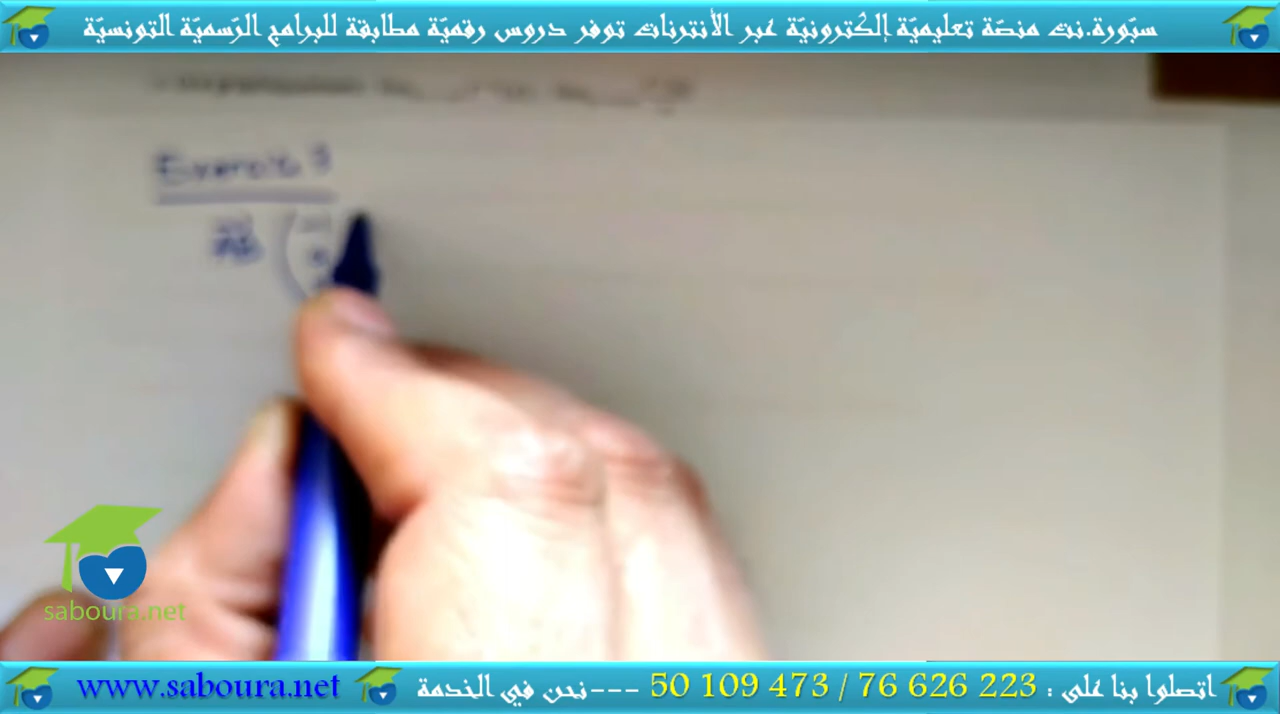 سبّورة.نت منصّة تعليميّة إلكترونيّة عبر الأنترنات توفر دروس رقميّة مطابقة للبرامج الرّسميّة التونسيّة
Exercice 3
AB (
saboura.net
www.saboura.net
اتصلوا بنا على : 50 109 473 / 76 626 223 ---نحن في الخدمة